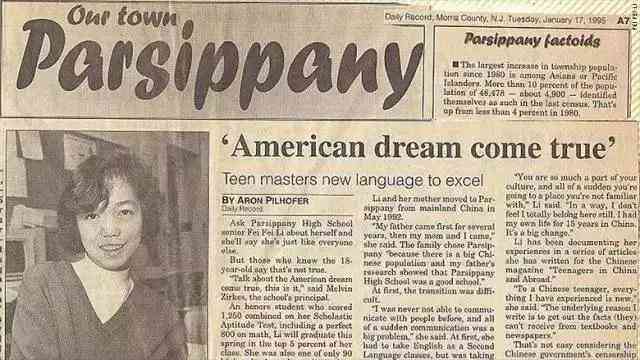 Our town
Parsippany
Daily Record, Morris County, N.J. Tuesday, January 17, 1995 A7
Parsippany factoids
■ The largest increase in township popula-
tion since 1980 is among Asians or Pacific
Islanders. More than 10 percent of the popu-
lation of 48,478 — about 4,900 — identified
themselves as such in the last census. That's
up from less than 4 percent in 1980.
'American dream come true'
Teen masters new language to excel
BY ARON PILHOFER
Daily Record
Ask Parsippany High School
senior Fei Fei Li about herself and
she'll say she's just like everyone
else.
But those who know the 18-
year-old say that's not true.
"Talk about the American dream
come true, this is it," said Melvin
Zirkes, the school's principal.
An honors student who scored
1,250 combined on her Scholastic
Aptitude Test, including a perfect
800 on math, Li will graduate this
spring in the top 5 percent of her
class. She was also one of only 90
Li and her mother moved to Par-
sippany from mainland China in
May 1992.
"My father came first for several
years, then my mom and I came,"
she said. The family chose Parsip-
pany "because there is a big Chi-
nese population and my father's
research showed that Parsippany
High School was a good school."
At first, the transition was diffi-
cult.
"I was never not able to commu-
nicate with people before, and all
of a sudden communication was a
big problem," she said. At first, she
had to take English as a Second
Language classes, but was taking
"You are so much a part of your
culture, and all of a sudden you're
going to a place you're not familiar
with," Li said. "In a way, I don't
feel I totally belong here still. I had
my own life for 15 years in China.
It's a big change."
Li has been documenting her
experiences in a series of articles
she has written for the Chinese
magazine "Teenagers in China
and Abroad."
"To a Chinese teenager, every-
thing I have experienced is new,"
she said. "The underlying reason I
write is to get out the facts (they)
can't receive from textbooks and
newspapers."
That's not easy considering the
Chinese government's censorship